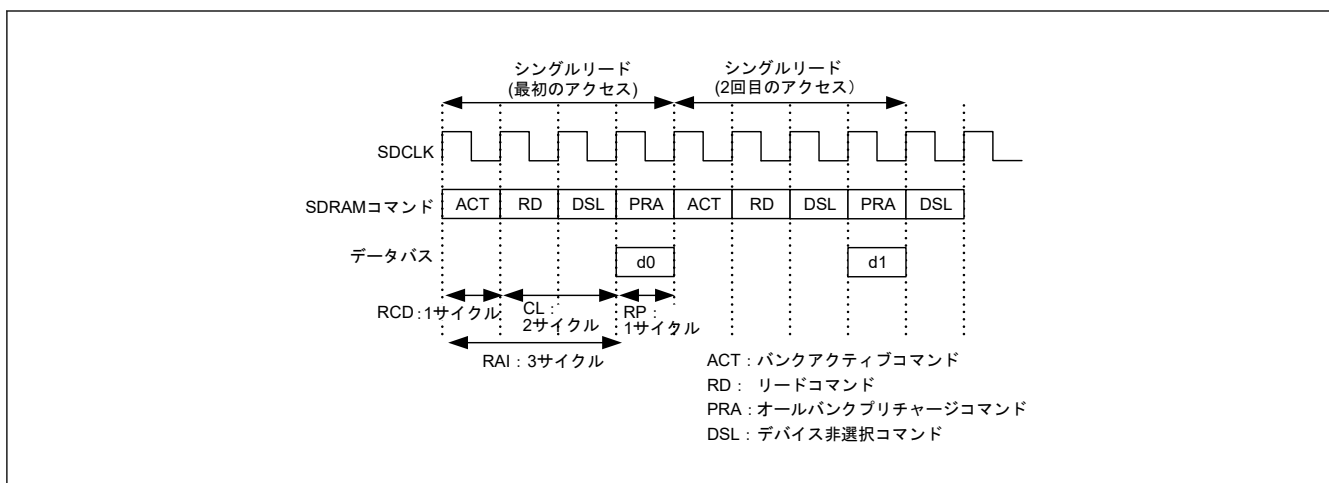 シングルリード
(最初のアクセス)
シングルリード
(2回目のアクセス)
SDCLK
SDRAMコマンド
ACT RD DSL PRA ACT RD DSL PRA DSL
データバス
d0 d1
RCD:1サイクル
CL:
2サイクル
RP:
1サイクル
RAI:3サイクル
ACT:バンクアクティブコマンド
RD: リードコマンド
PRA:オールバンクプリチャージコマンド
DSL:デバイス非選択コマンド